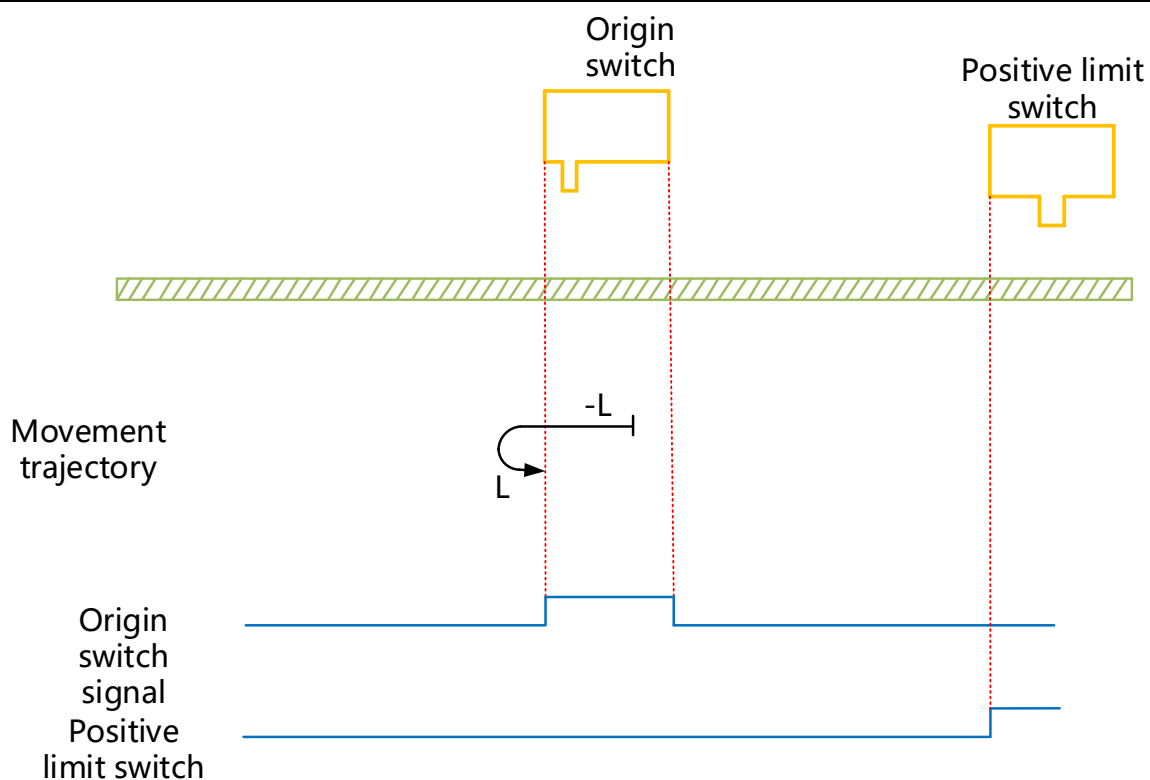 Origin
switch
Positive limit
switch
-L
Movement
trajectory
L
Origin
switch
signal
Positive
limit switch